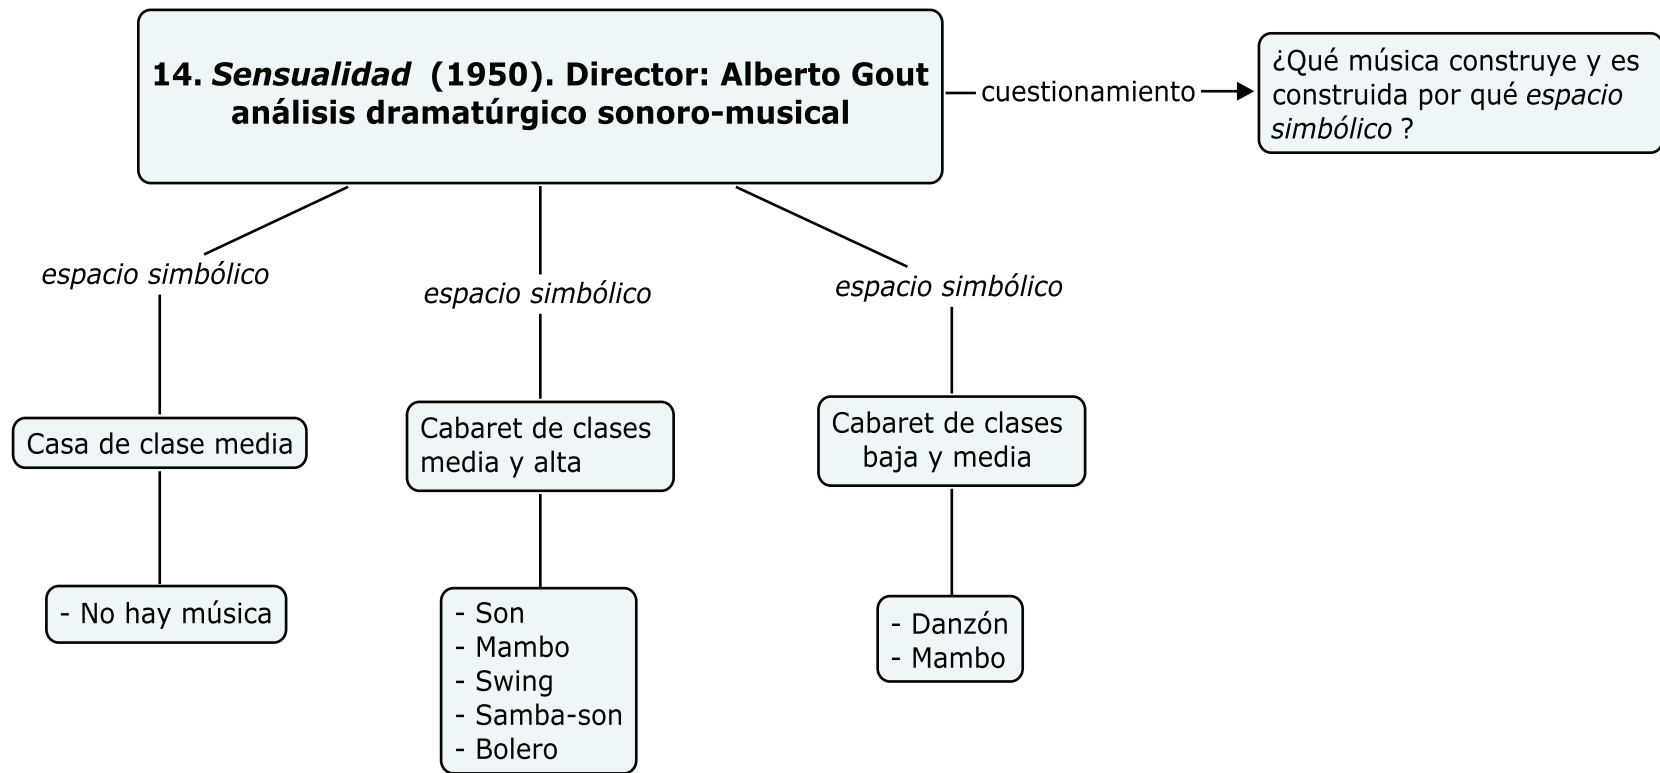 14. Sensualidad (1950). Director: Alberto Gout
análisis dramatúrgico sonoro-musical
cuestionamiento
¿Qué música construye y es
construida por qué espacio
simbólico ?
espacio simbólico
espacio simbólico
espacio simbólico
Casa de clase media
Cabaret de clases
media y alta
Cabaret de clases
baja y media
- No hay música
- Son
- Mambo
- Swing
- Samba-son
- Bolero
- Danzón
- Mambo